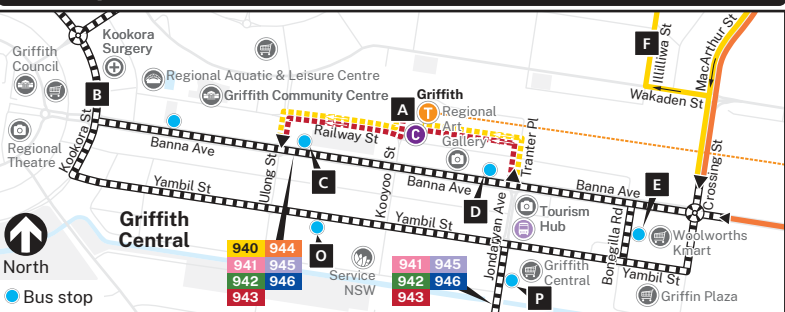 Kookora
Surgery
Griffith
Council
Regional Aquatic & Leisure Centre
Griffith Community Centre
F
Illilliwa St
MacArthur St
Wakaden St
B
A
Griffith
T
Regional
Art
Gallery
C
Railway St
Tranter Pl
Regional
Theatre
Kookora St
Banna Ave
Ulong St
C
Kooyoo St
Banna Ave
D
Banna Ave
E
Crossing St
Yambil St
Yambil St
Jondaryan Ave
Tourism
Hub
Bonegilla Rd
Woolworths
Kmart
Griffith
Central
O
Service
NSW
Griffith
Central
Yambil St
Griffin Plaza
P
940 944
941 945
942 946
943
941 945
942 946
943
North
Bus stop